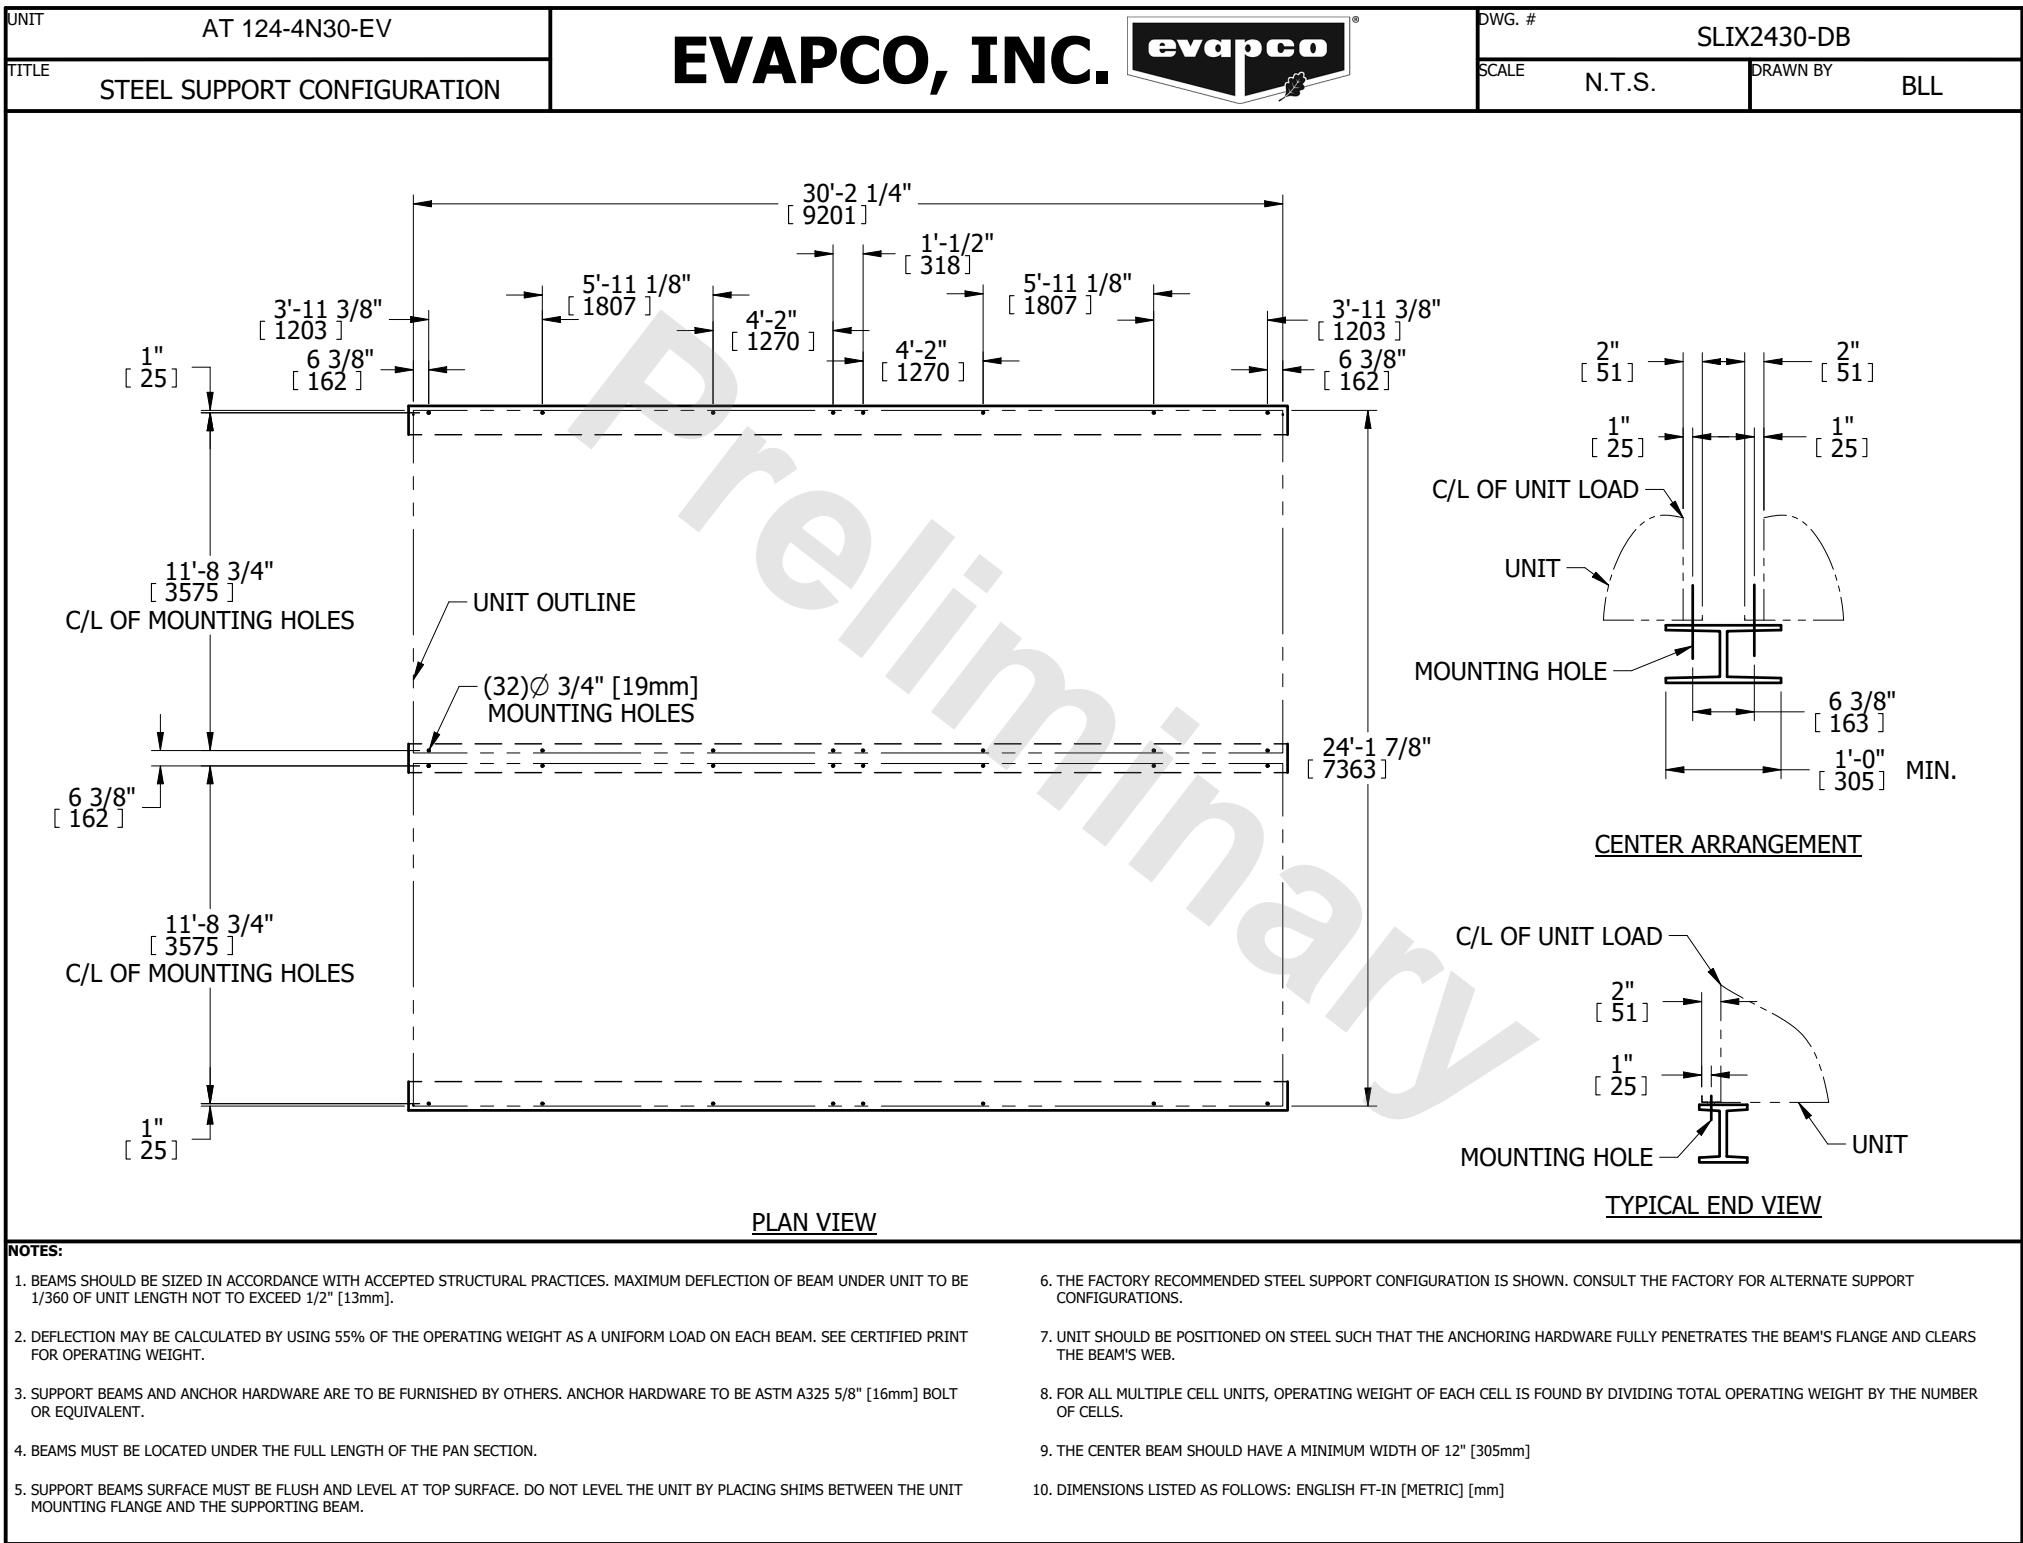 UNIT
AT 124-4N30-EV
TITLE
STEEL SUPPORT CONFIGURATION
EVAPCO, INC.
evapco
®
DWG. #
SLIX2430-DB
SCALE
N.T.S.
DRAWN BY
BLL
30'-2 1/4"
[ 9201 ]
1'-1/2"
[ 318 ]
5'-11 1/8"
[ 1807 ]
5'-11 1/8"
[ 1807 ]
3'-11 3/8"
[ 1203 ]
4'-2"
[ 1270 ]
3'-11 3/8"
[ 1203 ]
1"
[ 25 ]
6 3/8"
[ 162 ]
4'-2"
[ 1270 ]
6 3/8"
[ 162 ]
11'-8 3/4"
[ 3575 ]
C/L OF MOUNTING HOLES
UNIT OUTLINE
(32)∅ 3/4" [19mm]
MOUNTING HOLES
6 3/8"
[ 162 ]
24'-1 7/8"
[ 7363 ]
11'-8 3/4"
[ 3575 ]
C/L OF MOUNTING HOLES
1"
[ 25 ]
PLAN VIEW
Preliminary
2"
[ 51 ]
2"
[ 51 ]
1"
[ 25 ]
1"
[ 25 ]
C/L OF UNIT LOAD
UNIT
MOUNTING HOLE
6 3/8"
[ 163 ]
1'-0"
[ 305 ] MIN.
CENTER ARRANGEMENT
C/L OF UNIT LOAD
2"
[ 51 ]
1"
[ 25 ]
MOUNTING HOLE
UNIT
TYPICAL END VIEW
NOTES:
1. BEAMS SHOULD BE SIZED IN ACCORDANCE WITH ACCEPTED STRUCTURAL PRACTICES. MAXIMUM DEFLECTION OF BEAM UNDER UNIT TO BE
1/360 OF UNIT LENGTH NOT TO EXCEED 1/2" [13mm].
2. DEFLECTION MAY BE CALCULATED BY USING 55% OF THE OPERATING WEIGHT AS A UNIFORM LOAD ON EACH BEAM. SEE CERTIFIED PRINT
FOR OPERATING WEIGHT.
3. SUPPORT BEAMS AND ANCHOR HARDWARE ARE TO BE FURNISHED BY OTHERS. ANCHOR HARDWARE TO BE ASTM A325 5/8" [16mm] BOLT
OR EQUIVALENT.
4. BEAMS MUST BE LOCATED UNDER THE FULL LENGTH OF THE PAN SECTION.
5. SUPPORT BEAMS SURFACE MUST BE FLUSH AND LEVEL AT TOP SURFACE. DO NOT LEVEL THE UNIT BY PLACING SHIMS BETWEEN THE UNIT
MOUNTING FLANGE AND THE SUPPORTING BEAM.
6. THE FACTORY RECOMMENDED STEEL SUPPORT CONFIGURATION IS SHOWN. CONSULT THE FACTORY FOR ALTERNATE SUPPORT
CONFIGURATIONS.
7. UNIT SHOULD BE POSITIONED ON STEEL SUCH THAT THE ANCHORING HARDWARE FULLY PENETRATES THE BEAM'S FLANGE AND CLEARS
THE BEAM'S WEB.
8. FOR ALL MULTIPLE CELL UNITS, OPERATING WEIGHT OF EACH CELL IS FOUND BY DIVIDING TOTAL OPERATING WEIGHT BY THE NUMBER
OF CELLS.
9. THE CENTER BEAM SHOULD HAVE A MINIMUM WIDTH OF 12" [305mm]
10. DIMENSIONS LISTED AS FOLLOWS: ENGLISH FT-IN [METRIC] [mm]